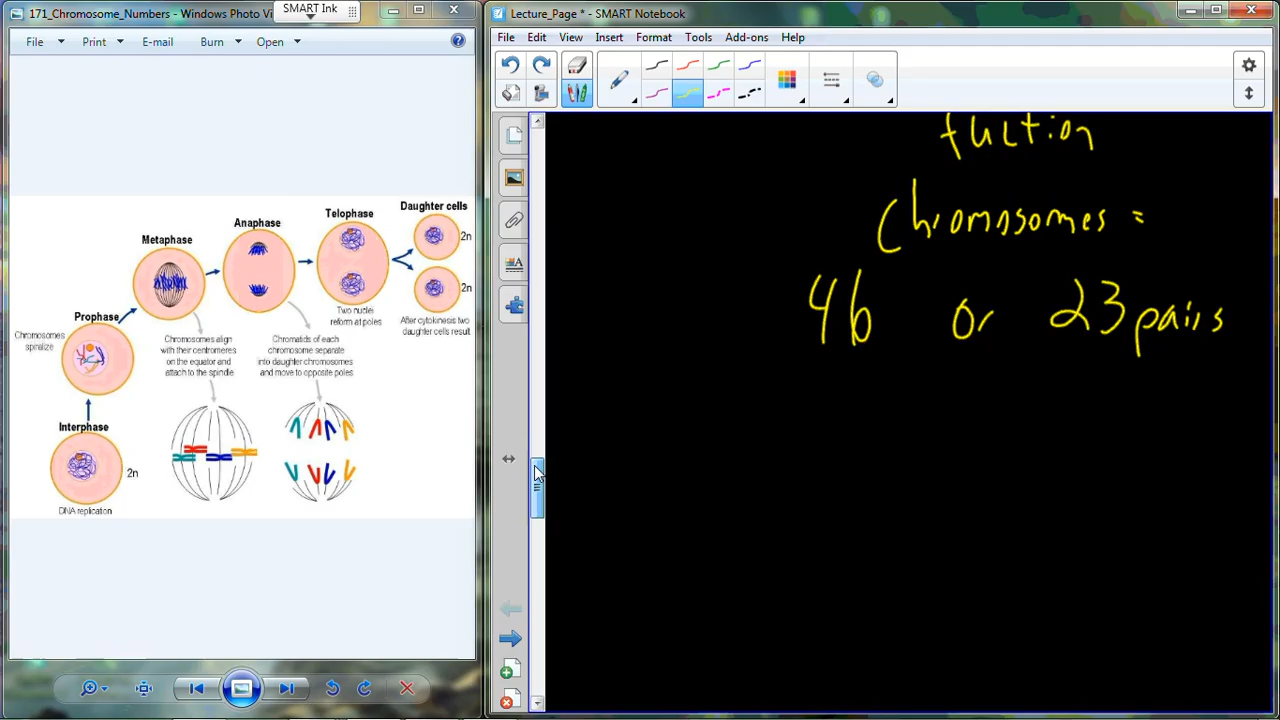 171_Chromosome_Numbers - Windows Photo Vi
SMART Ink
File
Print
E-mail
Burn
Open
Daughter cells
Telophase
Anaphase
2n
Metaphase
2n
Two nuclei
reform at poles
After cytokinesis two
daughter cells result
Prophase
Chromosomes
spiralize
Chromosomes align
with their centromeres
on the equator and
attach to the spindle
Chromatids of each
chromosome separate
into daughter chromosomes
and move to opposite poles
Interphase
2n
DNA replication
Lecture_Page * - SMART Notebook
File Edit View Insert Format Tools Add-ons Help
fuction
Chromosomes =
46 or 23 pairs